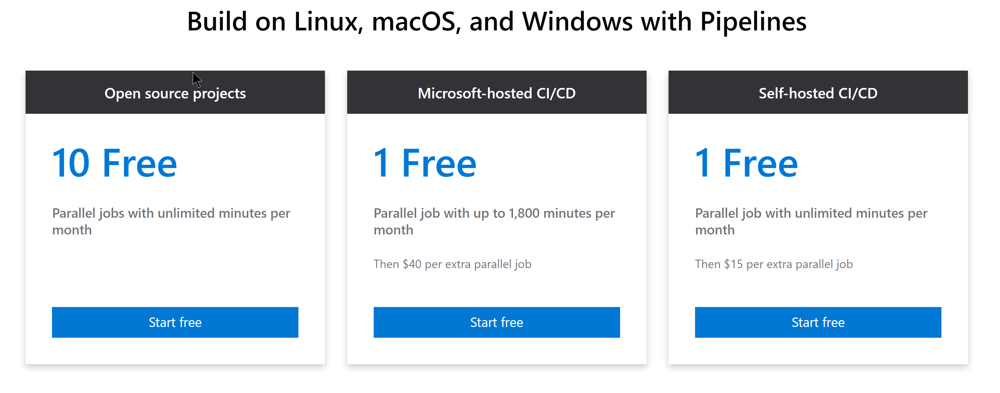 Build on Linux, macOS, and Windows with Pipelines
Open source projects
10 Free
Parallel jobs with unlimited minutes per
month
Start free
Microsoft-hosted CI/CD
1 Free
Parallel job with up to 1,800 minutes per
month
Then $40 per extra parallel job
Start free
Self-hosted CI/CD
1 Free
Parallel job with unlimited minutes per
month
Then $15 per extra parallel job
Start free